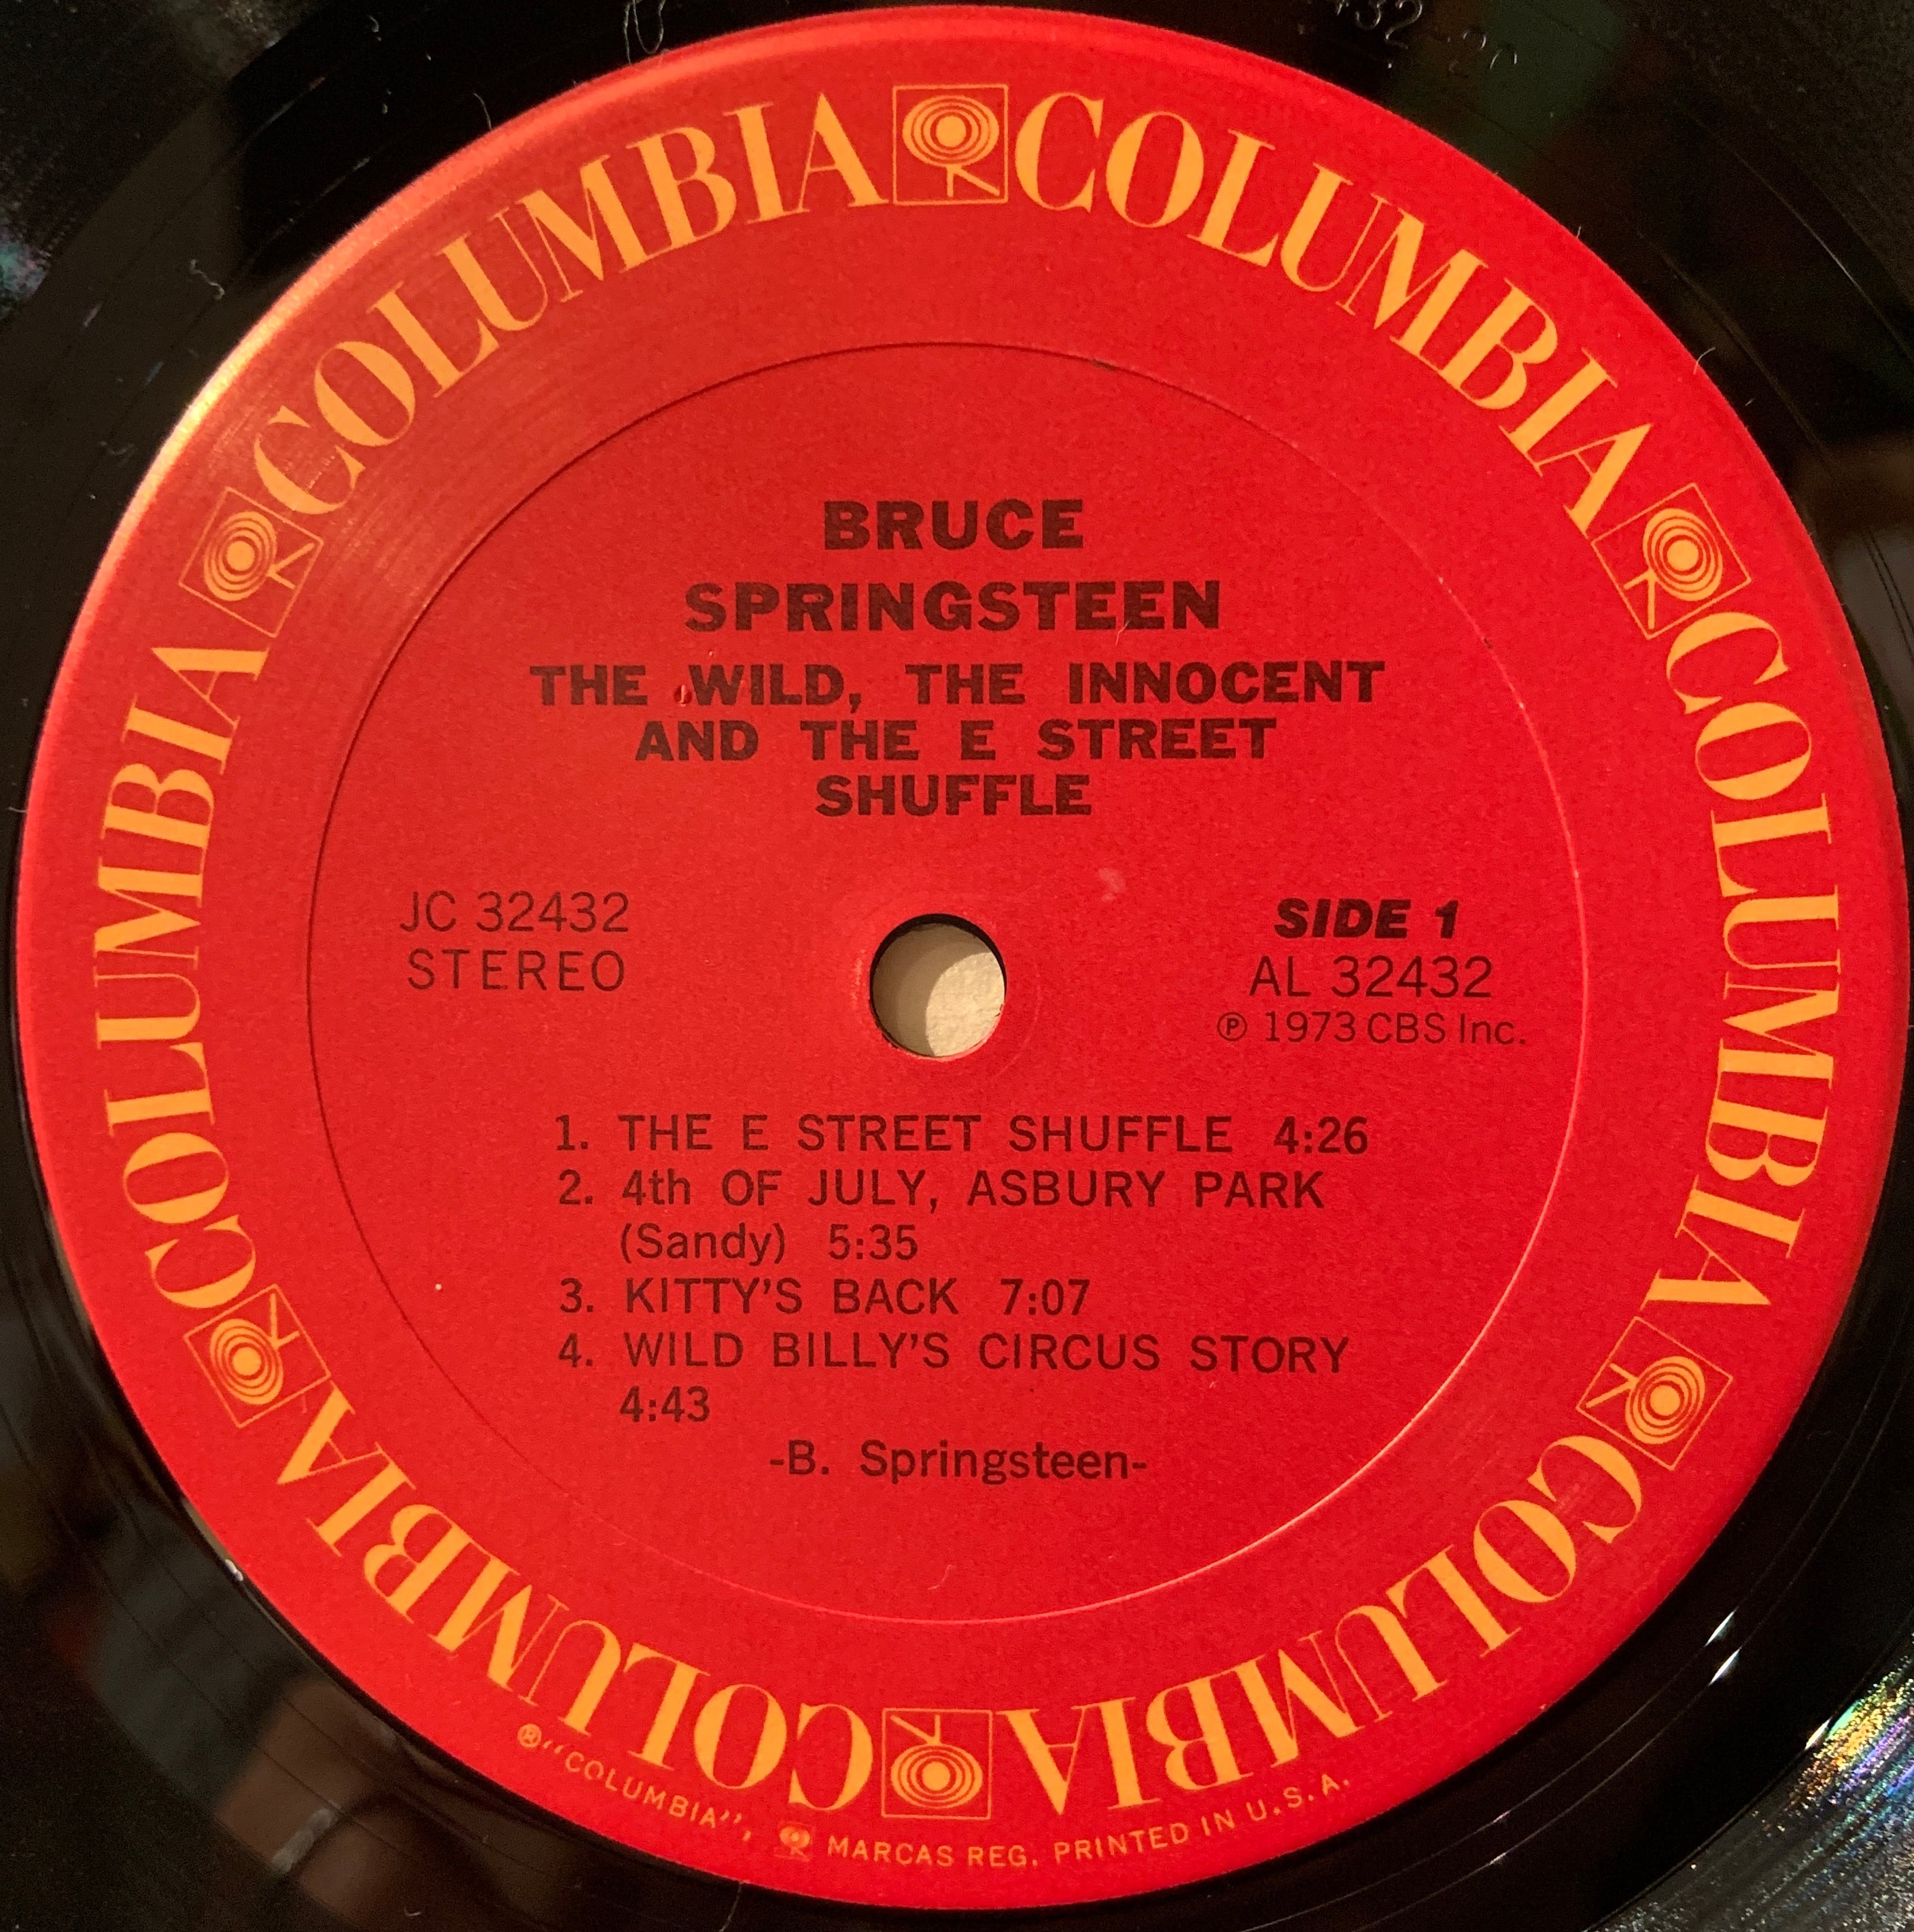 COLUMBIA COLUMBIA COLUMBIA COLUMBIA COLUMBIA COLUMBIA
BRUCE
SPRINGSTEEN
THE WILD, THE INNOCENT
AND THE E STREET
SHUFFLE
JC 32432
STEREO
SIDE 1
AL 32432
℗ 1973 CBS Inc.
1. THE E STREET SHUFFLE 4:26
2. 4th OF JULY, ASBURY PARK
(Sandy) 5:35
3. KITTY'S BACK 7:07
4. WILD BILLY'S CIRCUS STORY
4:43
-B. Springsteen-
® "COLUMBIA", MARCAS REG. PRINTED IN U.S.A.